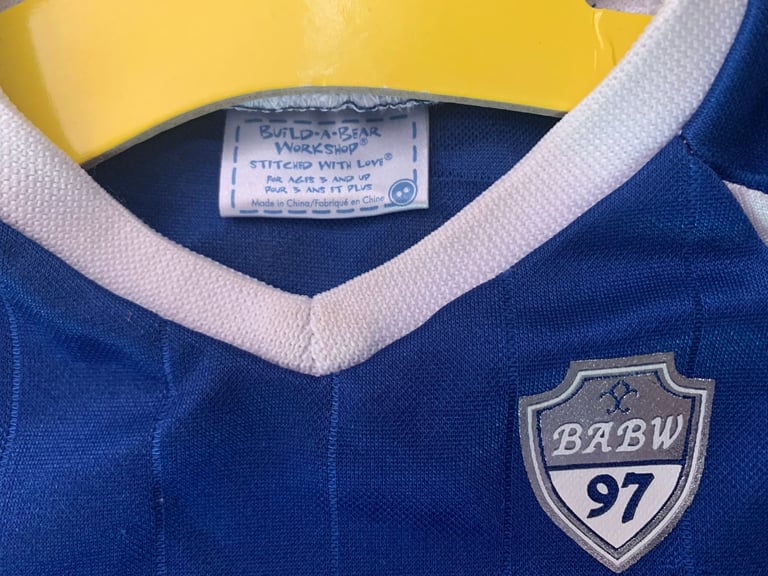 BUILD-A-BEAR
WORKSHOP®
STITCHED WITH LOVE®
FOR AGES 3 AND UP
POUR 3 ANS ET PLUS
Made in China/Fabriqué en Chine
BABW
97